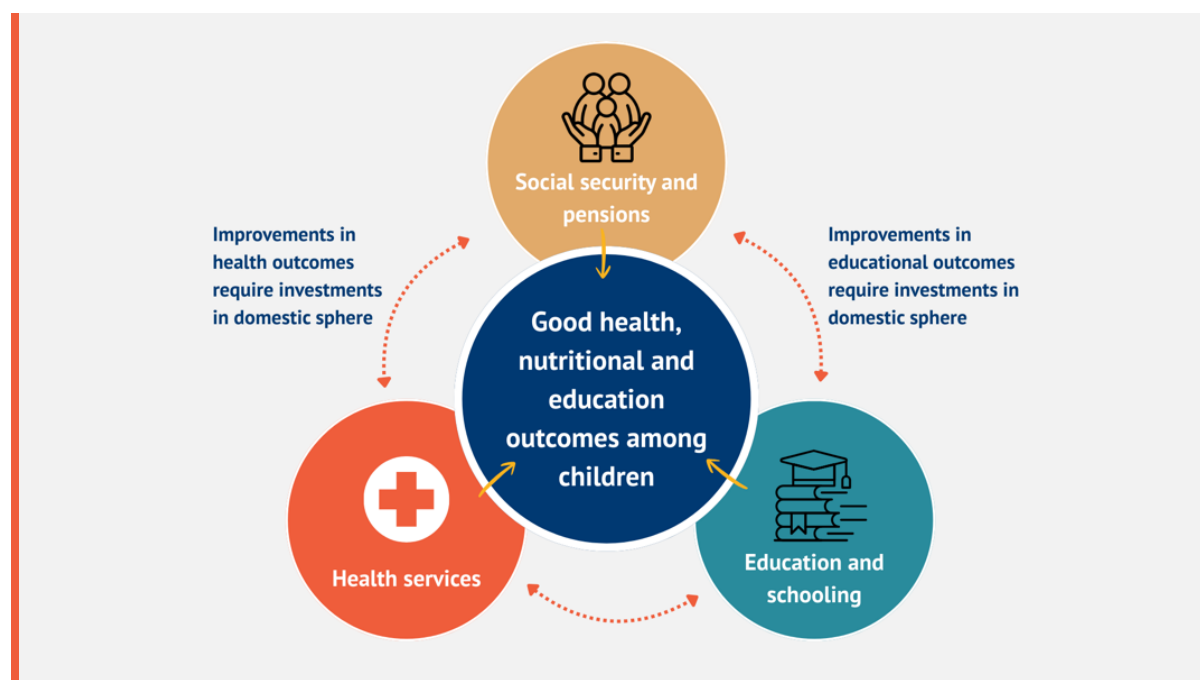 Social security and
pensions
Improvements in
health outcomes
require investments
in domestic sphere
Improvements in
educational outcomes
require investments in
domestic sphere
Good health,
nutritional and
education
outcomes among
children
Health services
Education and
schooling